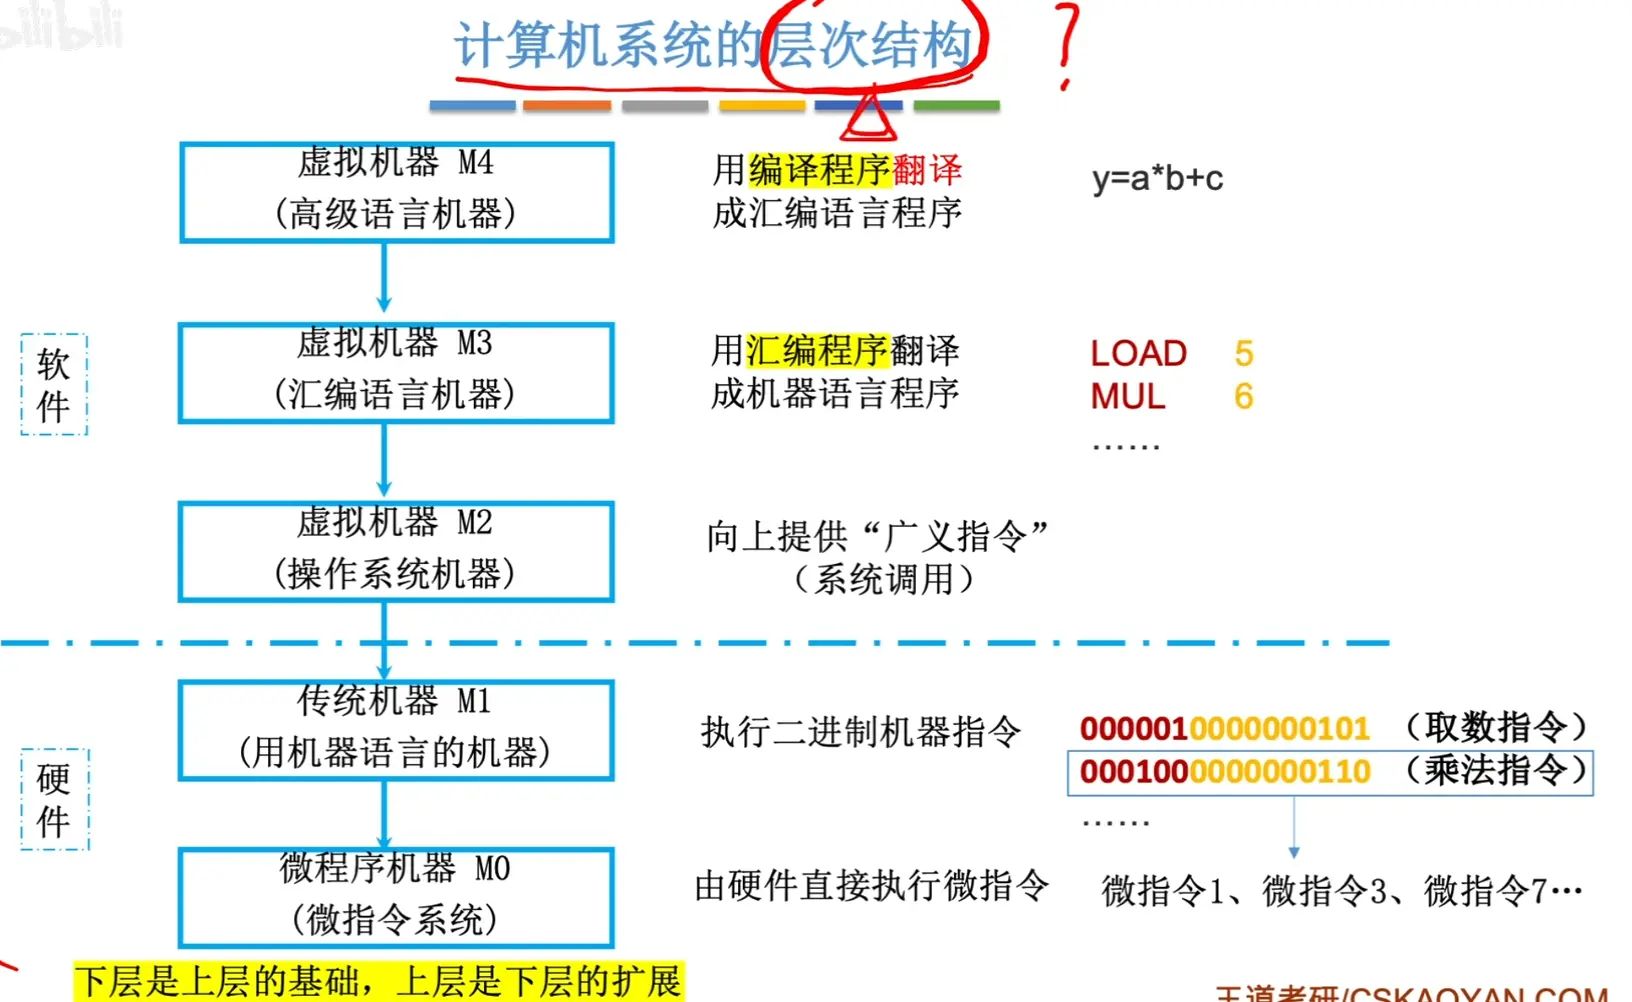 bilibili
计算机系统的层次结构
?
虚拟机器 M4
(高级语言机器)
用编译程序翻译
成汇编语言程序
y=a*b+c
软件
虚拟机器 M3
(汇编语言机器)
用汇编程序翻译
成机器语言程序
LOAD 5
MUL 6
……
虚拟机器 M2
(操作系统机器)
向上提供“广义指令”
（系统调用）
硬件
传统机器 M1
(用机器语言的机器)
执行二进制机器指令
0000010000000101 （取数指令）
0001000000000110 （乘法指令）
……
微程序机器 M0
(微指令系统)
由硬件直接执行微指令
微指令1、微指令3、微指令7…
下层是上层的基础，上层是下层的扩展
王道考研/CSKAOYAN.COM